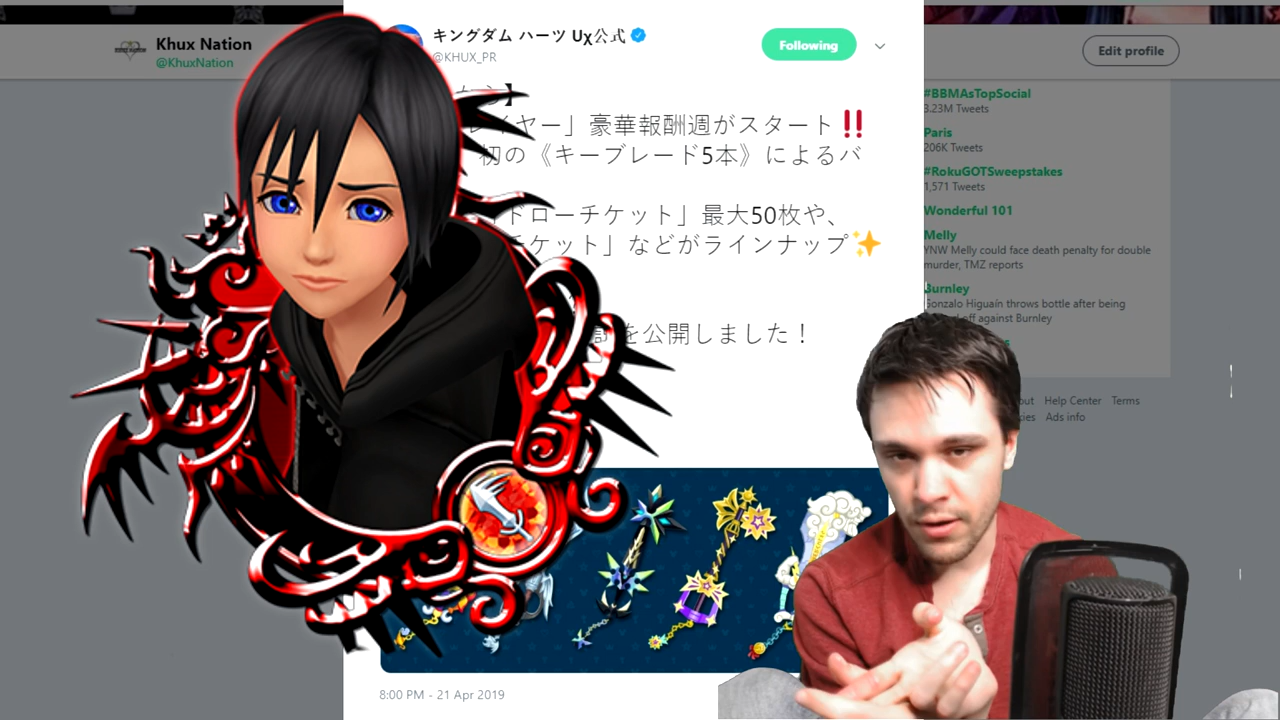 Khux Nation
@KhuxNation
キングダム ハーツ Uχ公式
@KHUX_PR
Following
Edit profile
】
イヤー」豪華報酬週がスタート‼
初の《キーブレード5本》によるバ
ドローチケット」最大50枚や、
チケット」などがラインナップ✨
を公開しました！
8:00 PM - 21 Apr 2019
#BBMAsTopSocial
3.23M Tweets
Paris
206K Tweets
#RokuGOTSweepstakes
1,571 Tweets
Wonderful 101
Melly
YNW Melly could face death penalty for double
murder, TMZ reports
Burnley
Gonzalo Higuaín throws bottle after being
off against Burnley
Help Center Terms
Ads info